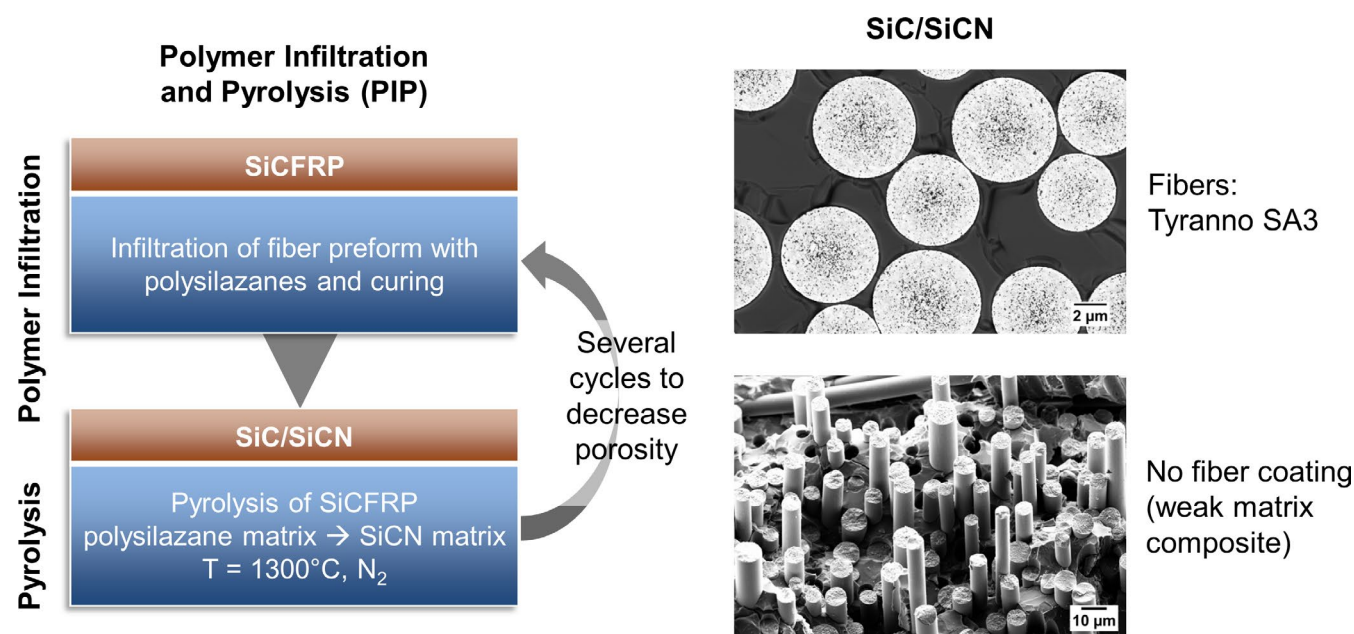 Polymer Infiltration
and Pyrolysis (PIP)
Polymer Infiltration
SiCFRP
Infiltration of fiber preform with
polysilazanes and curing
Several
cycles to
decrease
porosity
Pyrolysis
SiC/SiCN
Pyrolysis of SiCFRP
polysilazane matrix → SiCN matrix
T = 1300°C, N₂
SiC/SiCN
2 µm
Fibers:
Tyranno SA3
10 µm
No fiber coating
(weak matrix
composite)